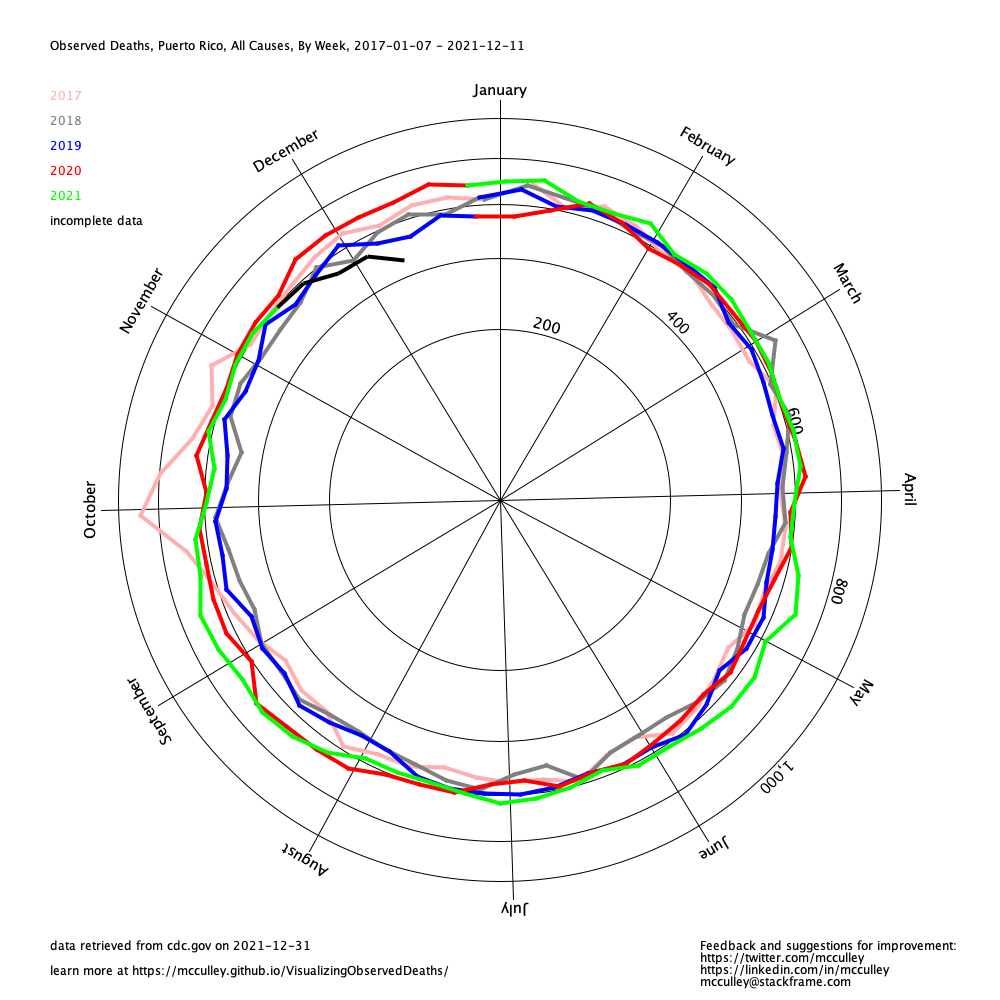 Observed Deaths, Puerto Rico, All Causes, By Week, 2017-01-07 - 2021-12-11
2017
2018
2019
2020
2021
incomplete data
January
February
March
April
May
June
July
August
September
October
November
December
200
400
600
800
1,000
data retrieved from cdc.gov on 2021-12-31
learn more at https://mcculley.github.io/VisualizingObservedDeaths/
Feedback and suggestions for improvement:
https://twitter.com/mcculley
https://linkedin.com/in/mcculley
mcculley@stackframe.com